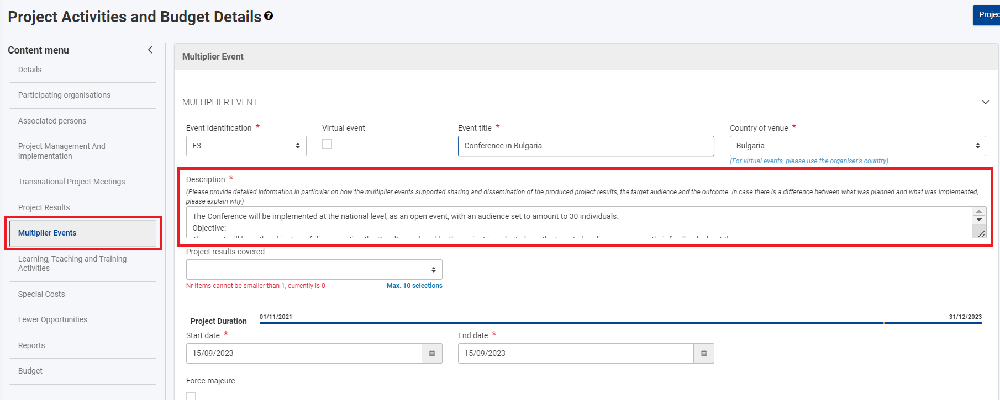 Project Activities and Budget Details
Projec
Content menu
Details
Participating organisations
Associated persons
Project Management And
Implementation
Transnational Project Meetings
Project Results
Multiplier Events
Learning, Teaching and Training
Activities
Special Costs
Fewer Opportunities
Reports
Budget
Multiplier Event
MULTIPLIER EVENT
Event Identification *
Virtual event
Event title *
Country of venue *
E3
Conference in Bulgaria
Bulgaria
(For virtual events, please use the organiser's country)
Description *
(Please provide detailed information in particular on how the multiplier events supported sharing and dissemination of the produced project results, the target audience and the outcome. In case there is a difference between what was planned and what was implemented,
please explain why)
The Conference will be implemented at the national level, as an open event, with an audience set to amount to 30 individuals.
Objective:
Project results covered
Nr Items cannot be smaller than 1, currently is 0
Max. 10 selections
Project Duration
01/11/2021
31/12/2023
Start date *
End date *
15/09/2023
15/09/2023
Force majeure